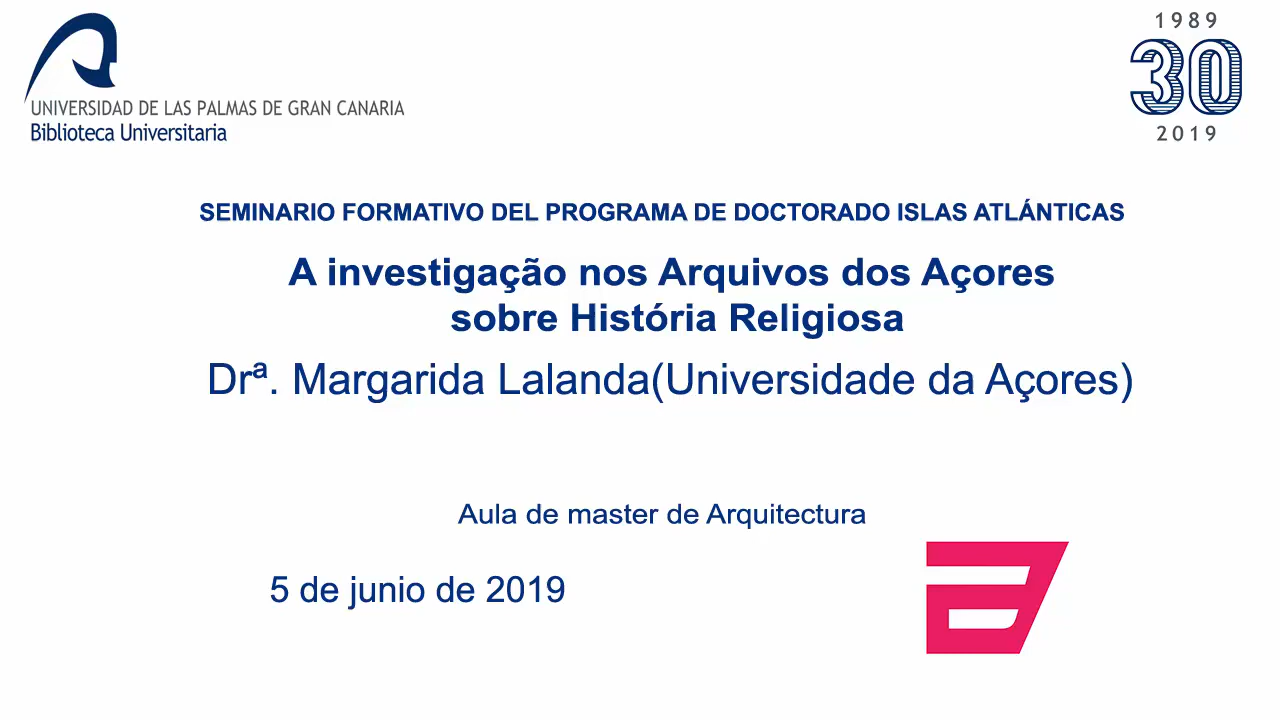 UNIVERSIDAD DE LAS PALMAS DE GRAN CANARIA
Biblioteca Universitaria
1989
30
2019
SEMINARIO FORMATIVO DEL PROGRAMA DE DOCTORADO ISLAS ATLÁNTICAS
A investigação nos Arquivos dos Açores
sobre História Religiosa
Drª. Margarida Lalanda(Universidade da Açores)
Aula de master de Arquitectura
5 de junio de 2019